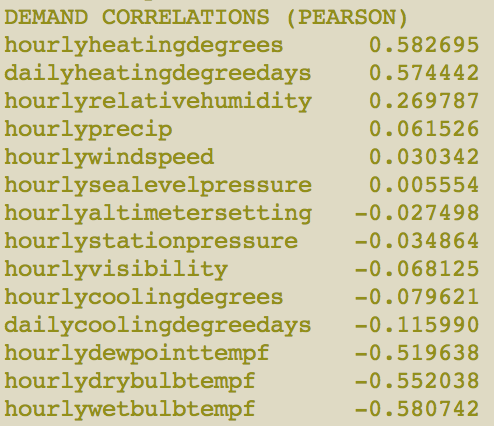 DEMAND CORRELATIONS (PEARSON)
hourlyheatingdegrees 0.582695
dailyheatingdegreedays 0.574442
hourlyrelativehumidity 0.269787
hourlyprecip 0.061526
hourlywindspeed 0.030342
hourlysealevelpressure 0.005554
hourlyaltimetersetting -0.027498
hourlystationpressure -0.034864
hourlyvisibility -0.068125
hourlycoolingdegrees -0.079621
dailycoolingdegreedays -0.115990
hourlydewpointtempf -0.519638
hourlydrybulbtempf -0.552038
hourlywetbulbtempf -0.580742